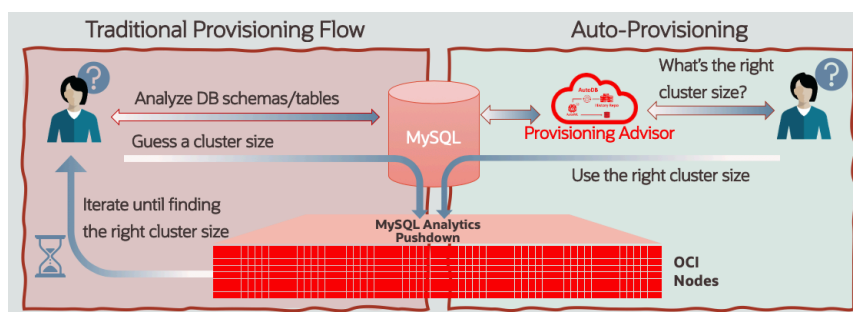 Traditional Provisioning Flow
Auto-Provisioning
?
Analyze DB schemas/tables
Guess a cluster size
Iterate until finding
the right cluster size
MySQL
AutoDB
Provisioning Advisor
What's the right
cluster size?
?
Use the right cluster size
MySQL Analytics
Pushdown
OCI
Nodes